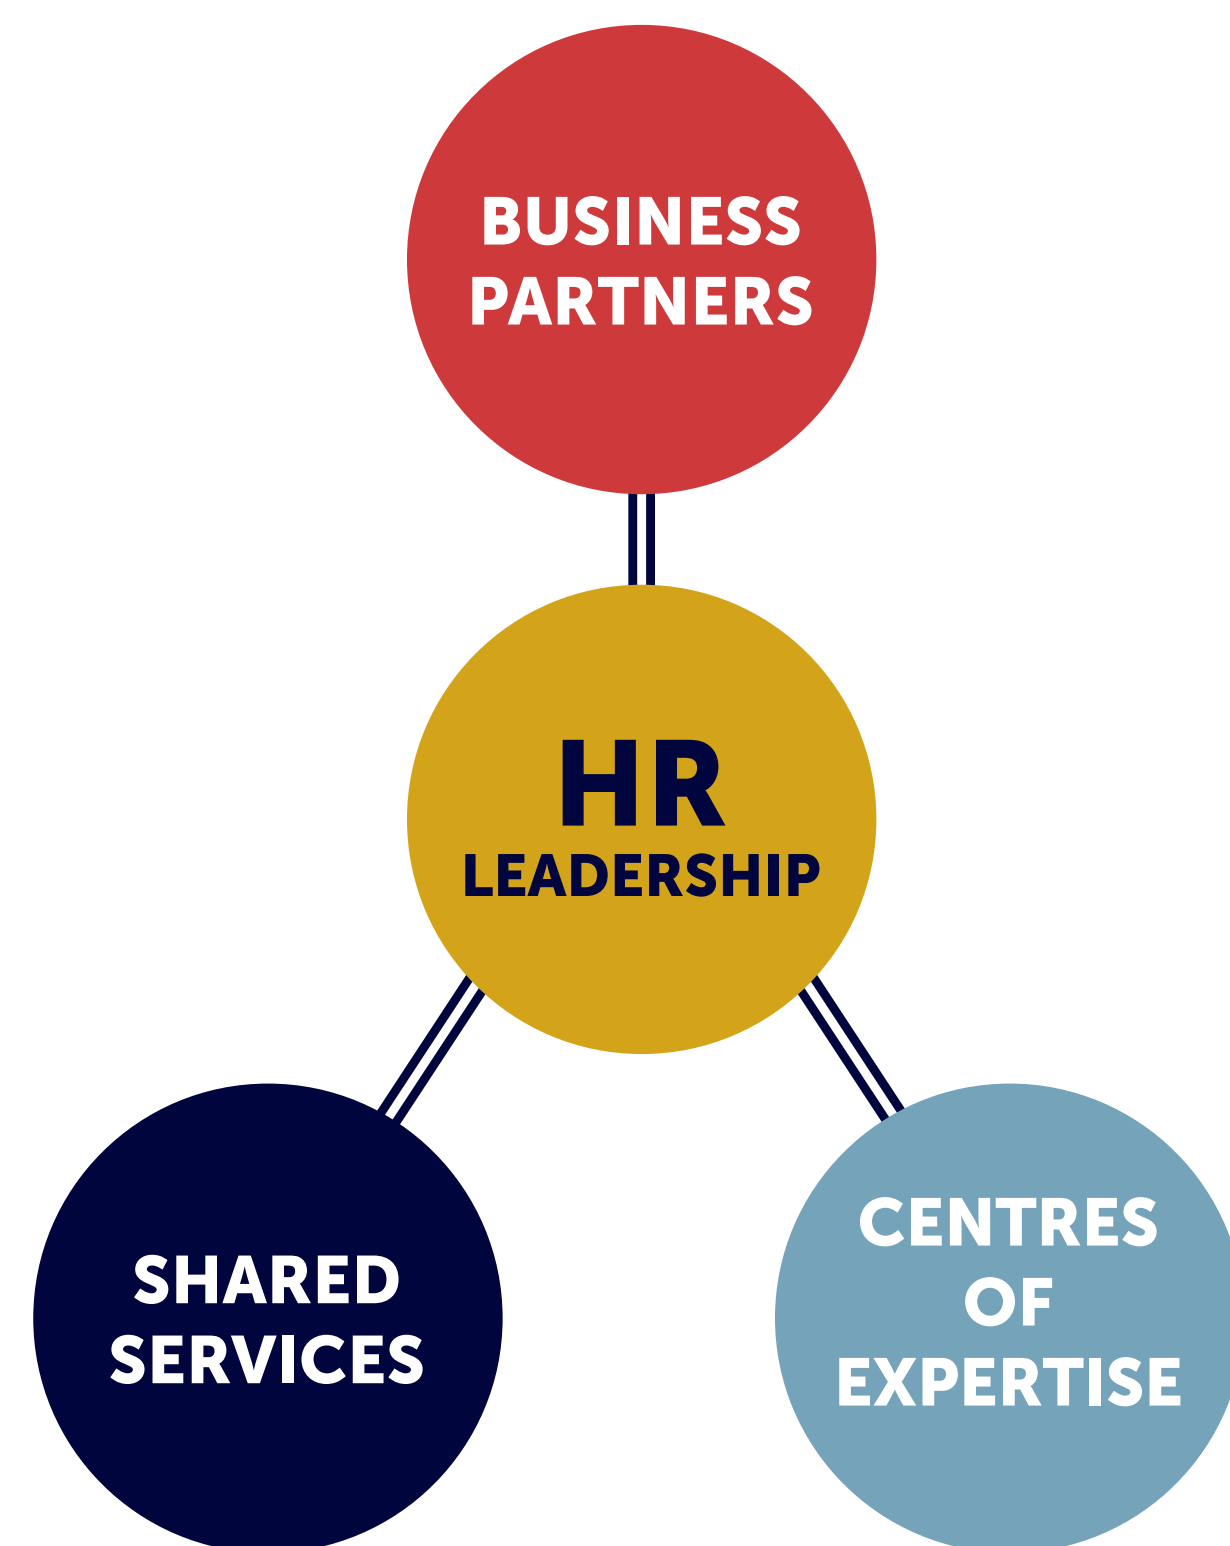 BUSINESS
PARTNERS
HR
LEADERSHIP
SHARED
SERVICES
CENTRES
OF
EXPERTISE